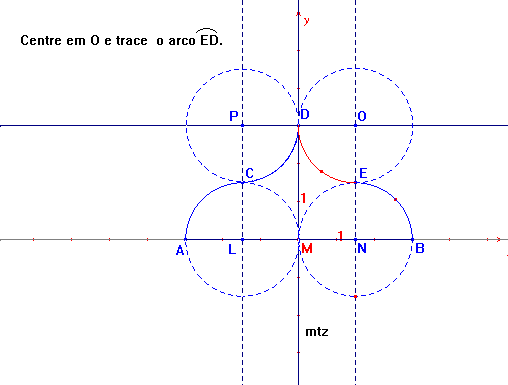 y
Centre em O e trace o arco ED.
P D O
C E
1
1
A L M N B
mtz